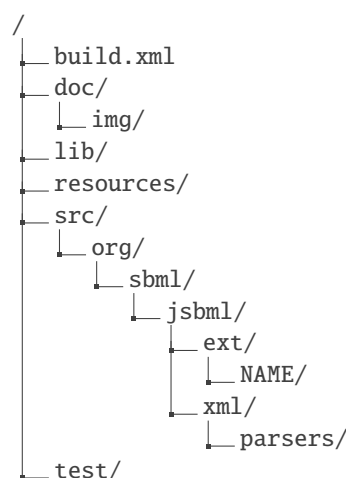 /
build.xml
doc/
img/
lib/
resources/
src/
org/
sbml/
jsbml/
ext/
NAME/
xml/
parsers/
test/